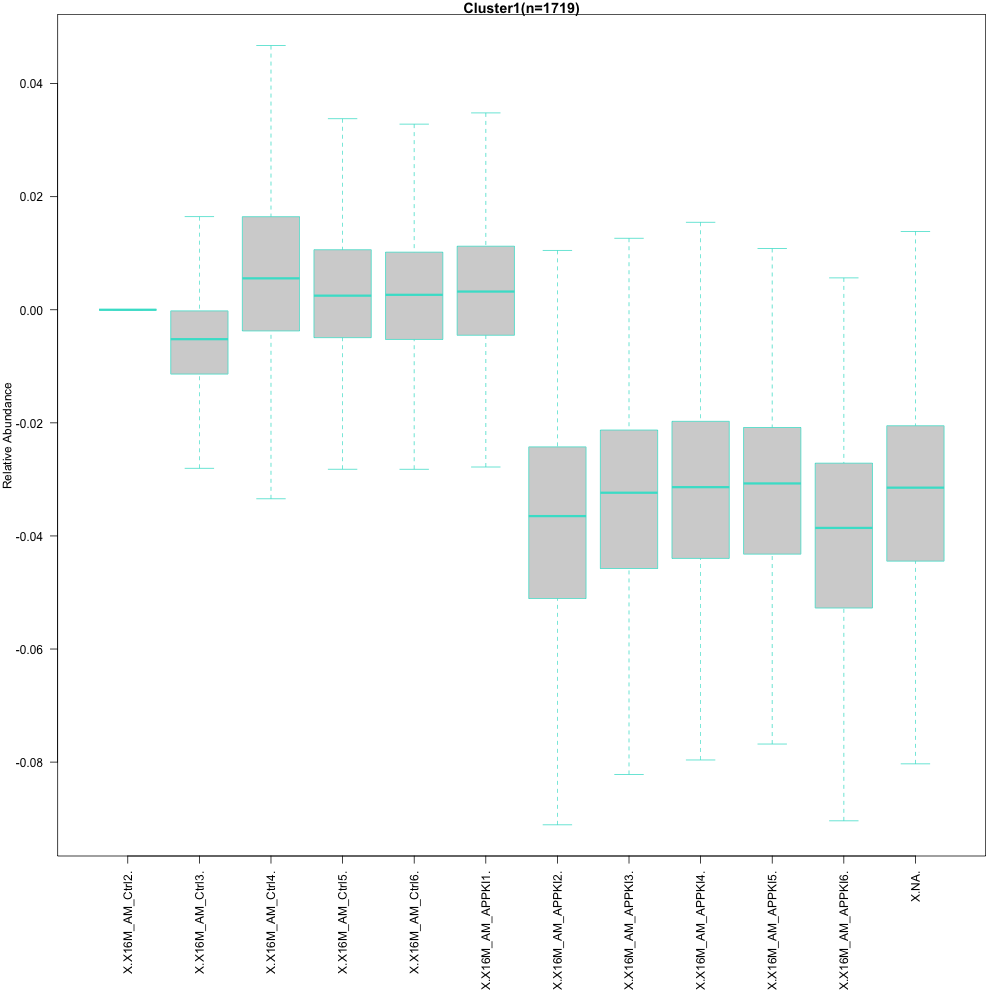 Cluster1(n=1719)
Relative Abundance
0.04
0.02
0.00
-0.02
-0.04
-0.06
-0.08
X.X16M_AM_Ctrl2.
X.X16M_AM_Ctrl3.
X.X16M_AM_Ctrl4.
X.X16M_AM_Ctrl5.
X.X16M_AM_Ctrl6.
X.X16M_AM_APPKI1.
X.X16M_AM_APPKI2.
X.X16M_AM_APPKI3.
X.X16M_AM_APPKI4.
X.X16M_AM_APPKI5.
X.X16M_AM_APPKI6.
X.NA.